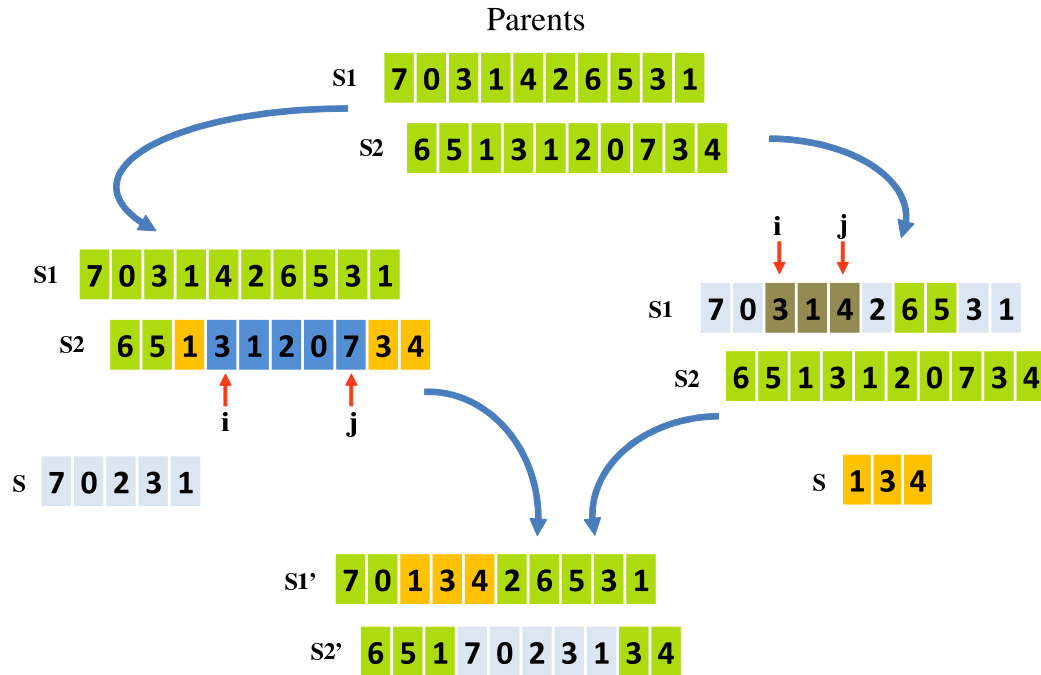 Parents
S1 7 0 3 1 4 2 6 5 3 1
S2 6 5 1 3 1 2 0 7 3 4
i j
S1 7 0 3 1 4 2 6 5 3 1
S1 7 0 3 1 4 2 6 5 3 1
S2 6 5 1 3 1 2 0 7 3 4
S2 6 5 1 3 1 2 0 7 3 4
i j
S 7 0 2 3 1
S 1 3 4
S1’ 7 0 1 3 4 2 6 5 3 1
S2’ 6 5 1 7 0 2 3 1 3 4